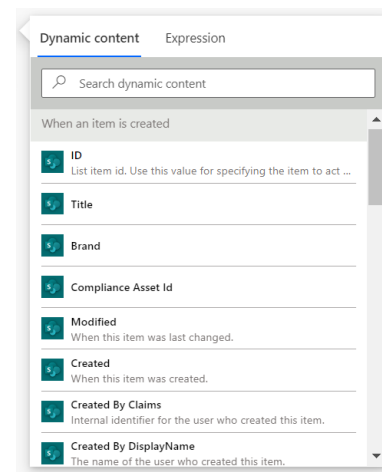 Dynamic content Expression
Search dynamic content
When an item is created
ID
List item id. Use this value for specifying the item to act ...
Title
Brand
Compliance Asset Id
Modified
When this item was last changed.
Created
When this item was created.
Created By Claims
Internal identifier for the user who created this item.
Created By DisplayName
The name of the user who created this item.